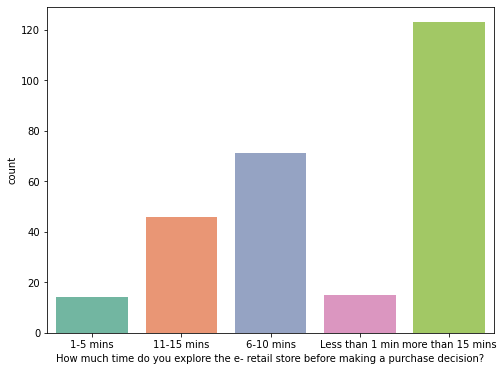 120
100
80
60
40
20
0
count
1-5 mins 11-15 mins 6-10 mins Less than 1 min more than 15 mins
How much time do you explore the e- retail store before making a purchase decision?